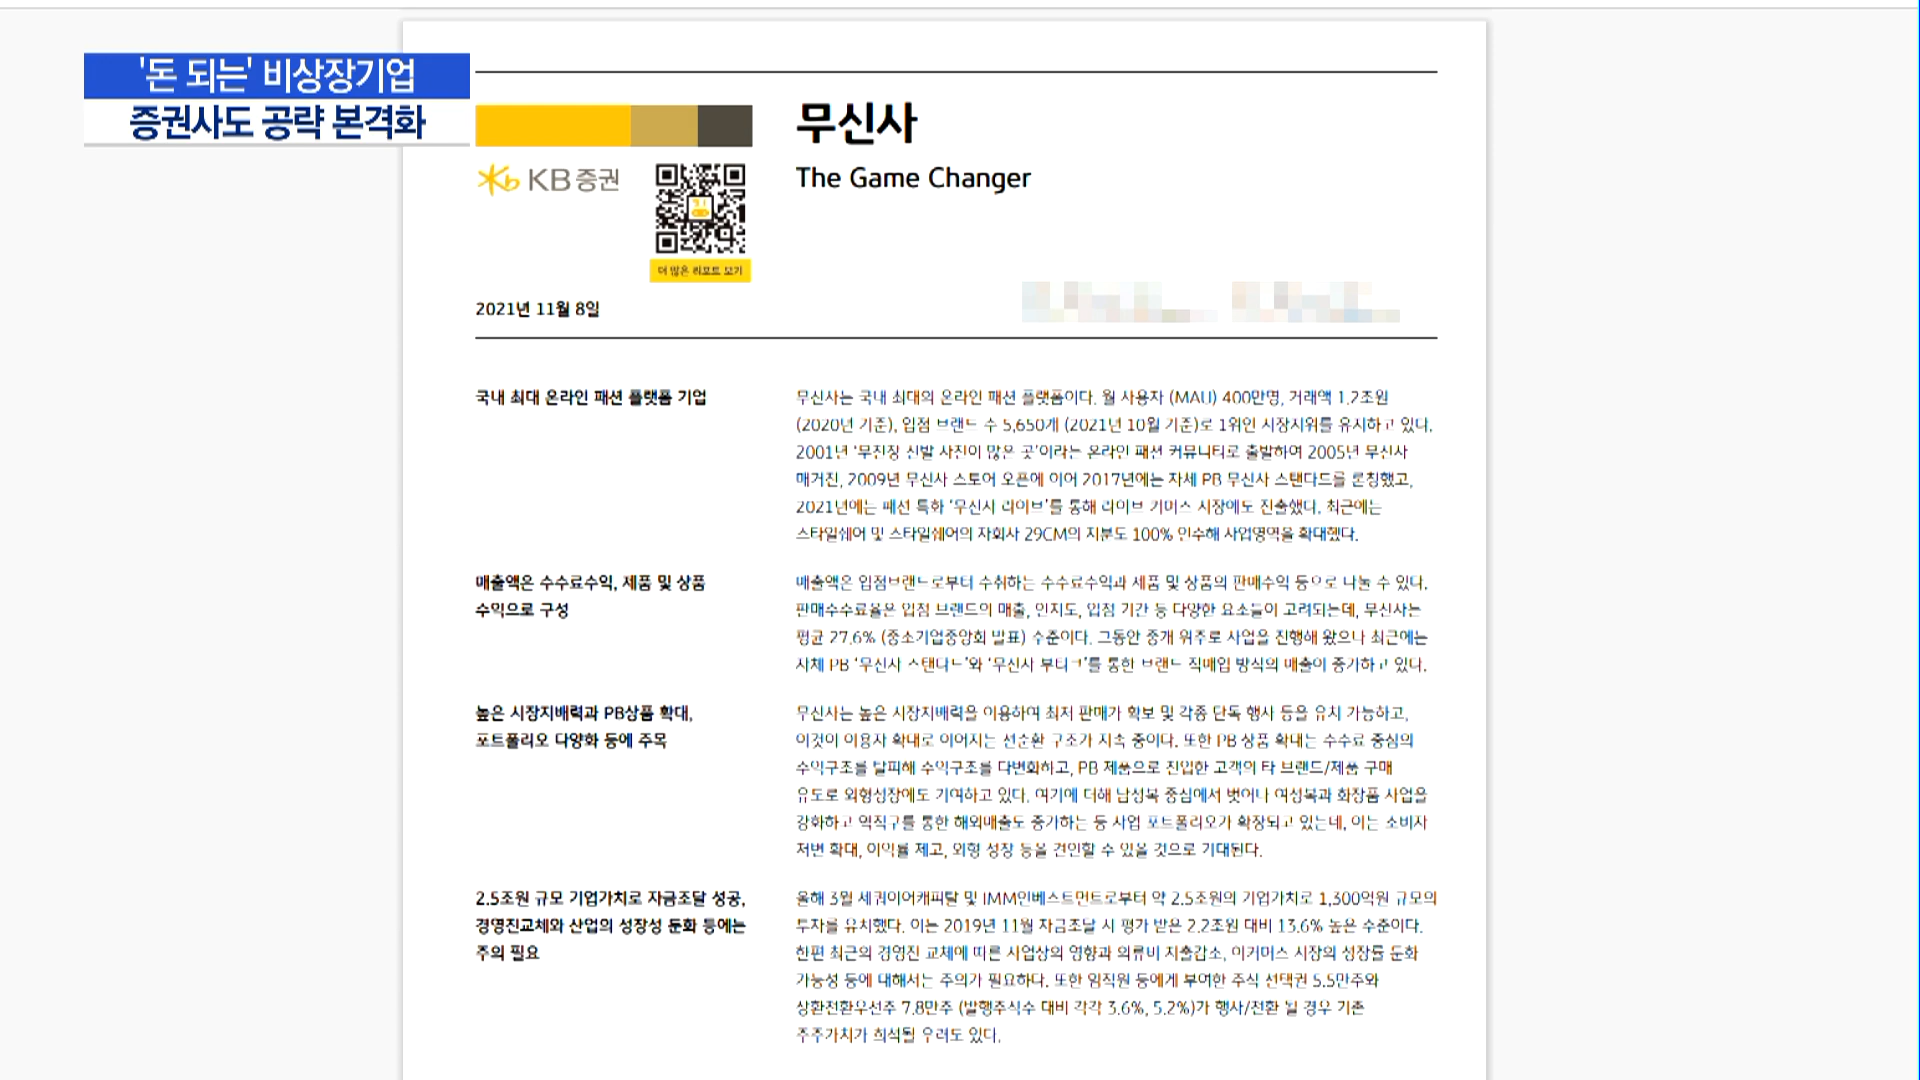 '돈 되는' 비상장기업
증권사도 공략 본격화
KB증권
더 많은 리포트 보기
무신사
The Game Changer
2021년 11월 8일
국내 최대 온라인 패션 플랫폼 기업
무신사는 국내 최대의 온라인 패션 플랫폼이다. 월 사용자 (MAU) 400만명, 거래액 1.2조원
(2020년 기준), 입점 브랜드 수 5,650개 (2021년 10월 기준)로 1위인 시장지위를 유지하고 있다.
2001년 '무진장 신발 사진이 많은 곳'이라는 온라인 패션 커뮤니티로 출발하여 2005년 무신사
매거진, 2009년 무신사 스토어 오픈에 이어 2017년에는 자체 PB 무신사 스탠다드를 론칭했고,
2021년에는 패션 특화 '무신사 라이브'를 통해 라이브 커머스 시장에도 진출했다. 최근에는
스타일쉐어 및 스타일쉐어의 자회사 29CM의 지분도 100% 인수해 사업영역을 확대했다.
매출액은 수수료수익, 제품 및 상품
수익으로 구성
매출액은 입점브랜드로부터 수취하는 수수료수익과 제품 및 상품의 판매수익 등으로 나눌 수 있다.
판매수수료율은 입점 브랜드의 매출, 인지도, 입점 기간 등 다양한 요소들이 고려되는데, 무신사는
평균 27.6% (중소기업중앙회 발표) 수준이다. 그동안 중개 위주로 사업을 진행해 왔으나 최근에는
자체 PB '무신사 스탠다드'와 '무신사 부티크'를 통한 브랜드 직매입 방식의 매출이 증가하고 있다.
높은 시장지배력과 PB상품 확대,
포트폴리오 다양화 등에 주목
무신사는 높은 시장지배력을 이용하여 최저 판매가 확보 및 각종 단독 행사 등을 유치 가능하고,
이것이 이용자 확대로 이어지는 선순환 구조가 지속 중이다. 또한 PB 상품 확대는 수수료 중심의
수익구조를 탈피해 수익구조를 다변화하고, PB 제품으로 진입한 고객의 타 브랜드/제품 구매
유도로 외형성장에도 기여하고 있다. 여기에 더해 남성복 중심에서 벗어나 여성복과 화장품 사업을
강화하고 역직구를 통한 해외매출도 증가하는 등 사업 포트폴리오가 확장되고 있는데, 이는 소비자
저변 확대, 이익률 제고, 외형 성장 등을 견인할 수 있을 것으로 기대된다.
2.5조원 규모 기업가치로 자금조달 성공,
경영진교체와 산업의 성장성 둔화 등에는
주의 필요
올해 3월 세쿼이어캐피탈 및 IMM인베스트먼트로부터 약 2.5조원의 기업가치로 1,300억원 규모의
투자를 유치했다. 이는 2019년 11월 자금조달 시 평가 받은 2.2조원 대비 13.6% 높은 수준이다.
한편 최근의 경영진 교체에 따른 사업상의 영향과 의류비 지출감소, 이커머스 시장의 성장률 둔화
가능성 등에 대해서는 주의가 필요하다. 또한 임직원 등에게 부여한 주식 선택권 5.5만주와
상환전환우선주 7.8만주 (발행주식수 대비 각각 3.6%, 5.2%)가 행사/전환 될 경우 기존
주주가치가 희석될 우려도 있다.